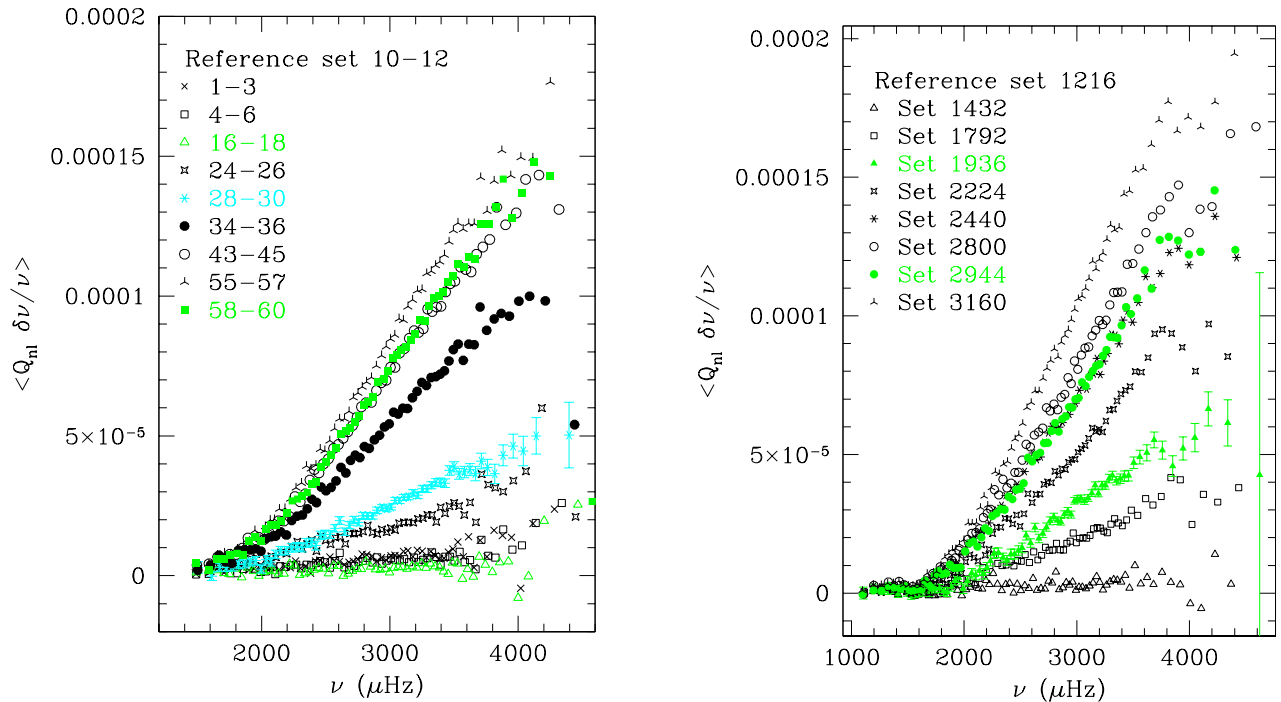 0.0002
0.00015
0.0001
5×10⁻⁵
0
<Qnl δν/ν>
Reference set 10−12
1−3
4−6
16−18
24−26
28−30
34−36
43−45
55−57
58−60
2000
3000
4000
ν (μHz)
0.0002
0.00015
0.0001
5×10⁻⁵
0
<Qnl δν/ν>
Reference set 1216
Set 1432
Set 1792
Set 1936
Set 2224
Set 2440
Set 2800
Set 2944
Set 3160
1000
2000
3000
4000
ν (μHz)